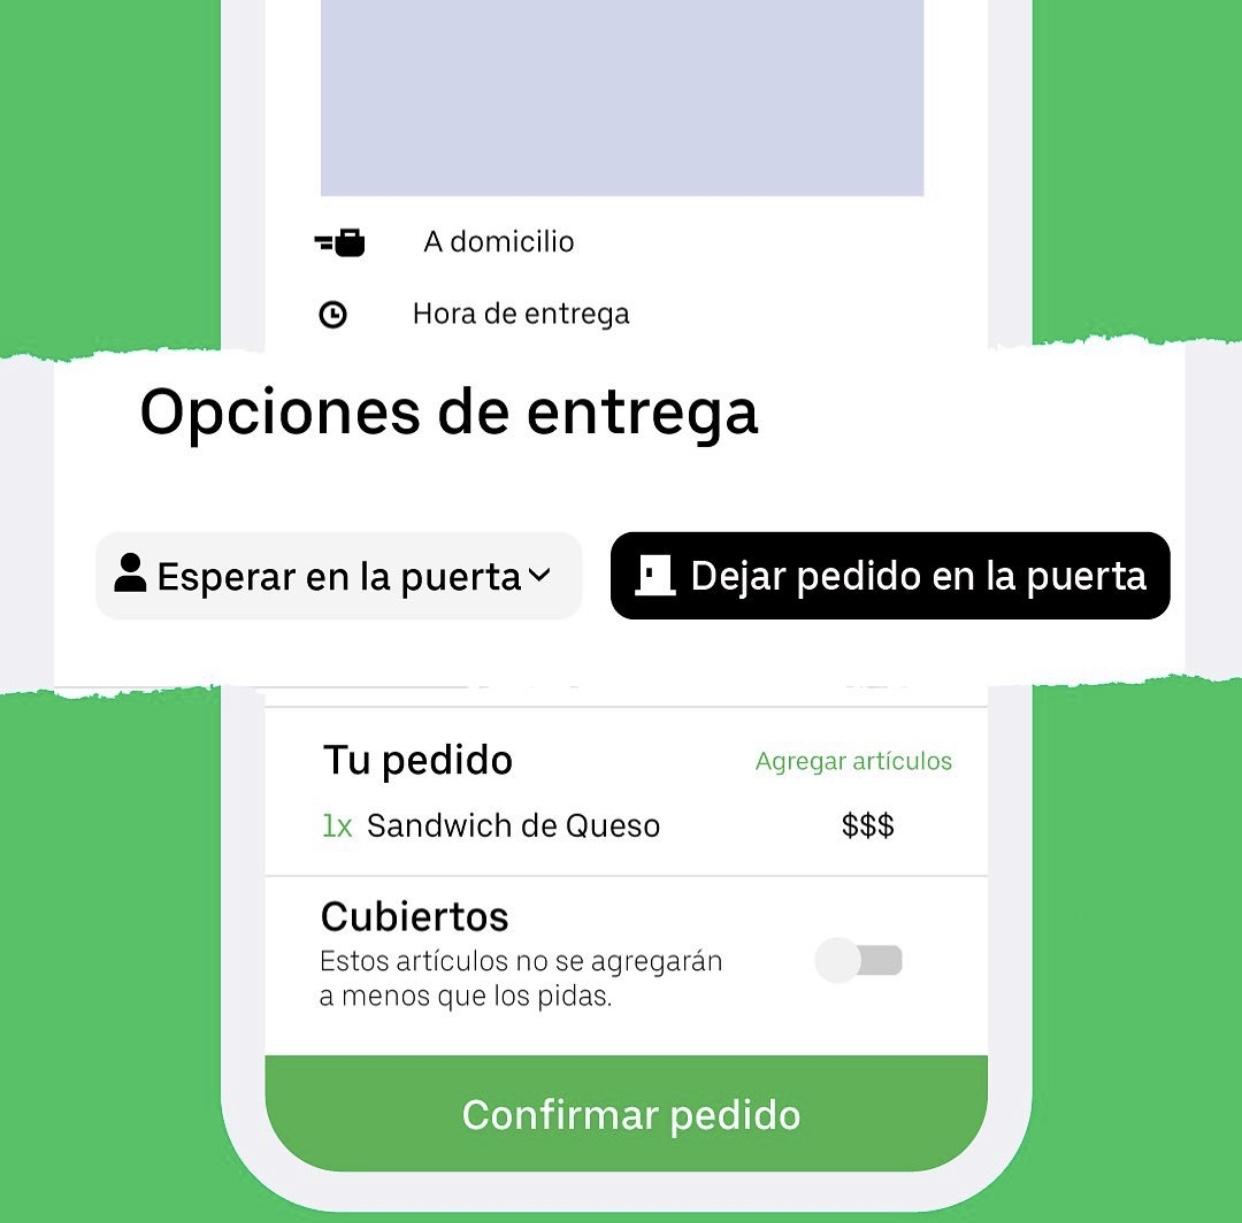 A domicilio
Hora de entrega
Opciones de entrega
Esperar en la puerta
Dejar pedido en la puerta
Tu pedido
Agregar artículos
1x Sandwich de Queso
$$$
Cubiertos
Estos artículos no se agregarán
a menos que los pidas.
Confirmar pedido